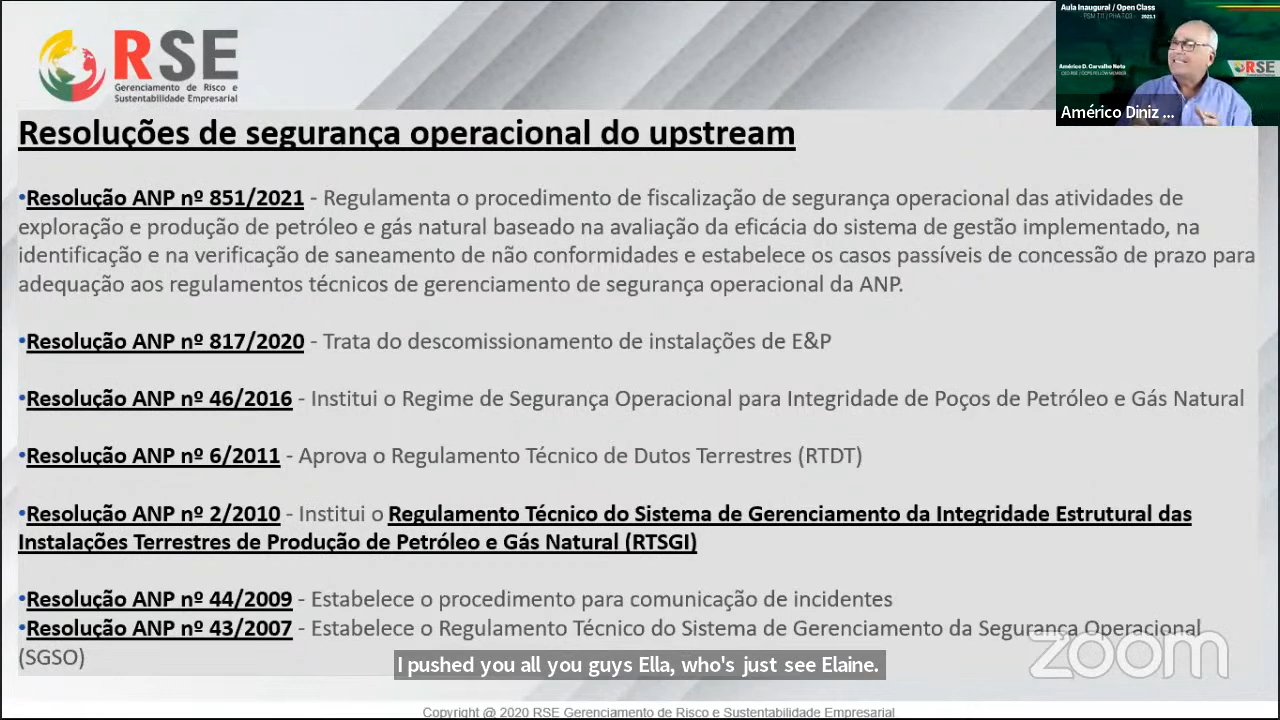 RSE
Gerenciamento de Risco e
Sustentabilidade Empresarial
Aula Inaugural / Open Class
Américo D. Carvalho Neto
RSE
Américo Diniz ...
Resoluções de segurança operacional do upstream
•Resolução ANP nº 851/2021 - Regulamenta o procedimento de fiscalização de segurança operacional das atividades de
exploração e produção de petróleo e gás natural baseado na avaliação da eficácia do sistema de gestão implementado, na
identificação e na verificação de saneamento de não conformidades e estabelece os casos passíveis de concessão de prazo para
adequação aos regulamentos técnicos de gerenciamento de segurança operacional da ANP.
•Resolução ANP nº 817/2020 - Trata do descomissionamento de instalações de E&P
•Resolução ANP nº 46/2016 - Institui o Regime de Segurança Operacional para Integridade de Poços de Petróleo e Gás Natural
•Resolução ANP nº 6/2011 - Aprova o Regulamento Técnico de Dutos Terrestres (RTDT)
•Resolução ANP nº 2/2010 - Institui o Regulamento Técnico do Sistema de Gerenciamento da Integridade Estrutural das
Instalações Terrestres de Produção de Petróleo e Gás Natural (RTSGI)
•Resolução ANP nº 44/2009 - Estabelece o procedimento para comunicação de incidentes
•Resolução ANP nº 43/2007 - Estabelece o Regulamento Técnico do Sistema de Gerenciamento da Segurança Operacional
(SGSO)
I pushed you all you guys Ella, who's just see Elaine.
zoom
Copyright @ 2020 RSE Gerenciamento de Risco e Sustentabilidade Empresarial